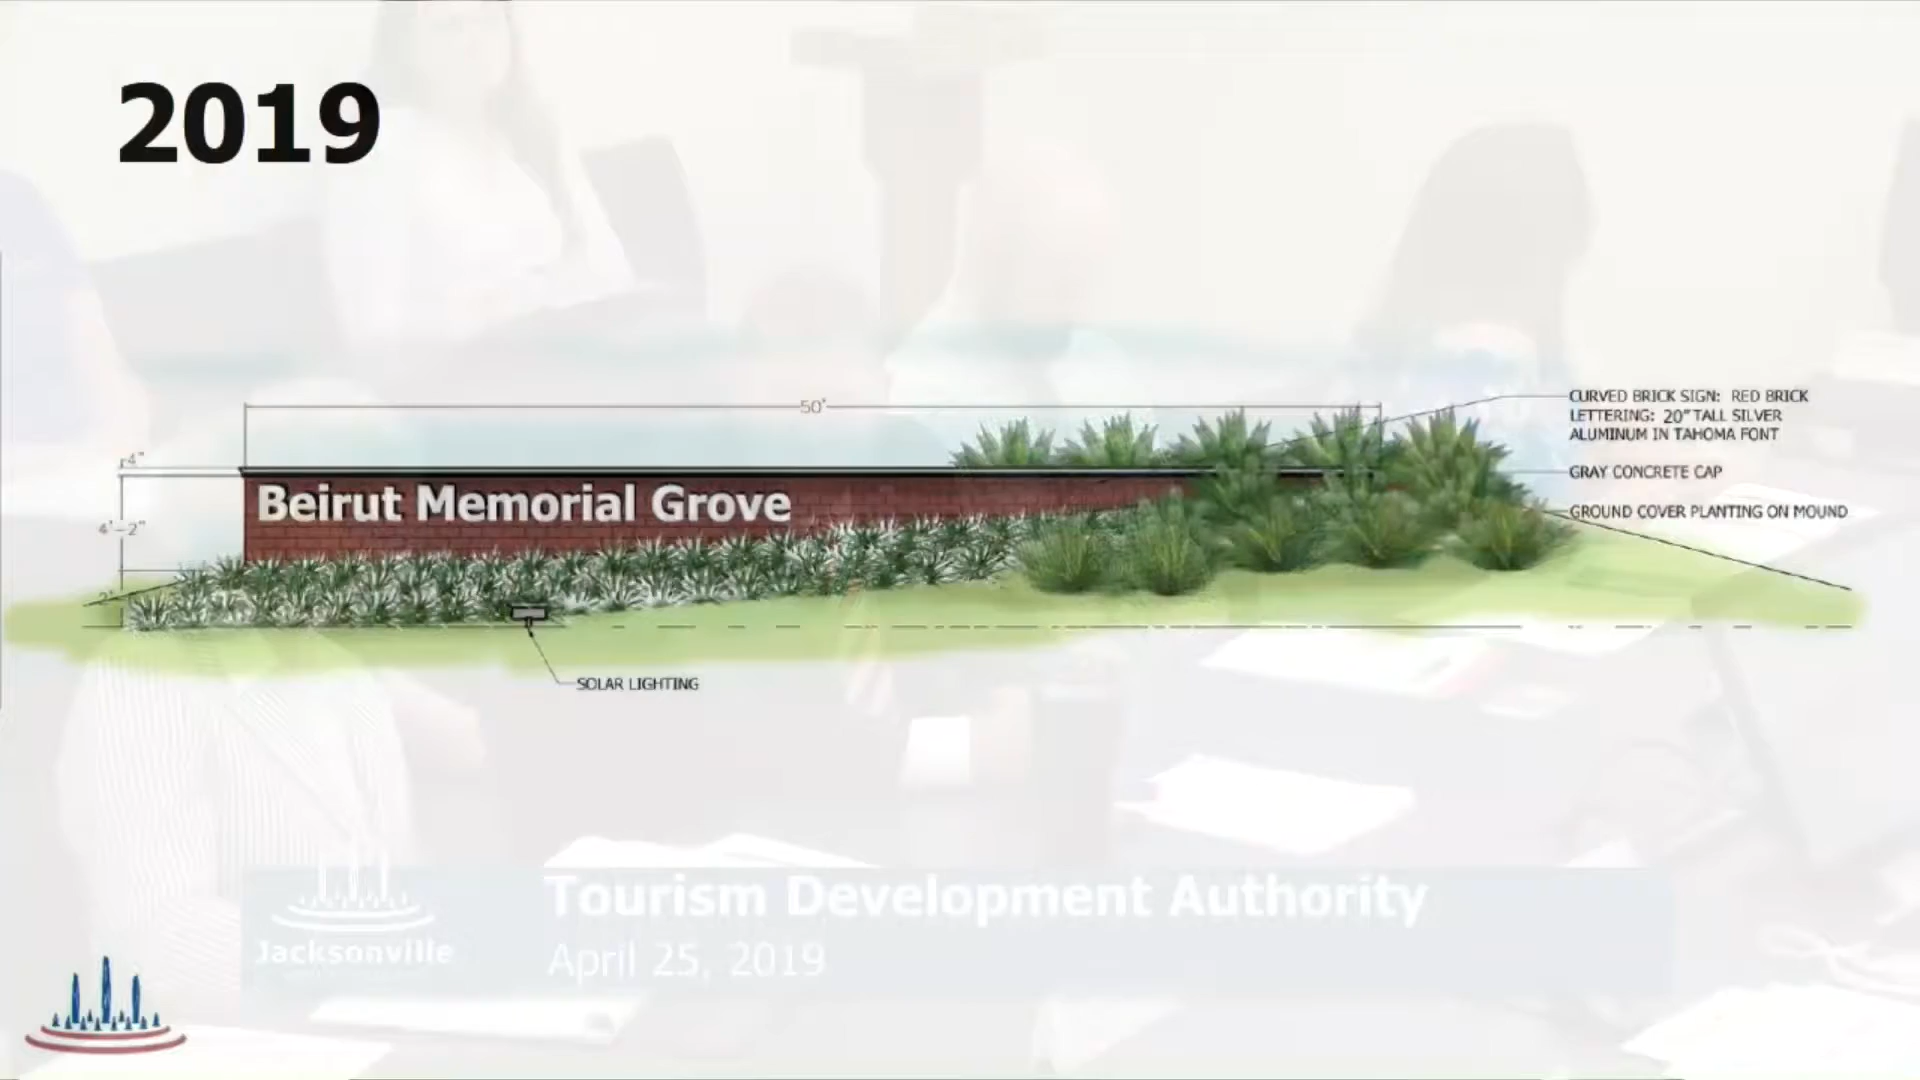 2019
50'
CURVED BRICK SIGN: RED BRICK
LETTERING: 20" TALL SILVER
ALUMINUM IN TAHOMA FONT
4"
GRAY CONCRETE CAP
Beirut Memorial Grove
GROUND COVER PLANTING ON MOUND
4'-2"
2'
SOLAR LIGHTING
Tourism Development Authority
Jacksonville
April 25, 2019